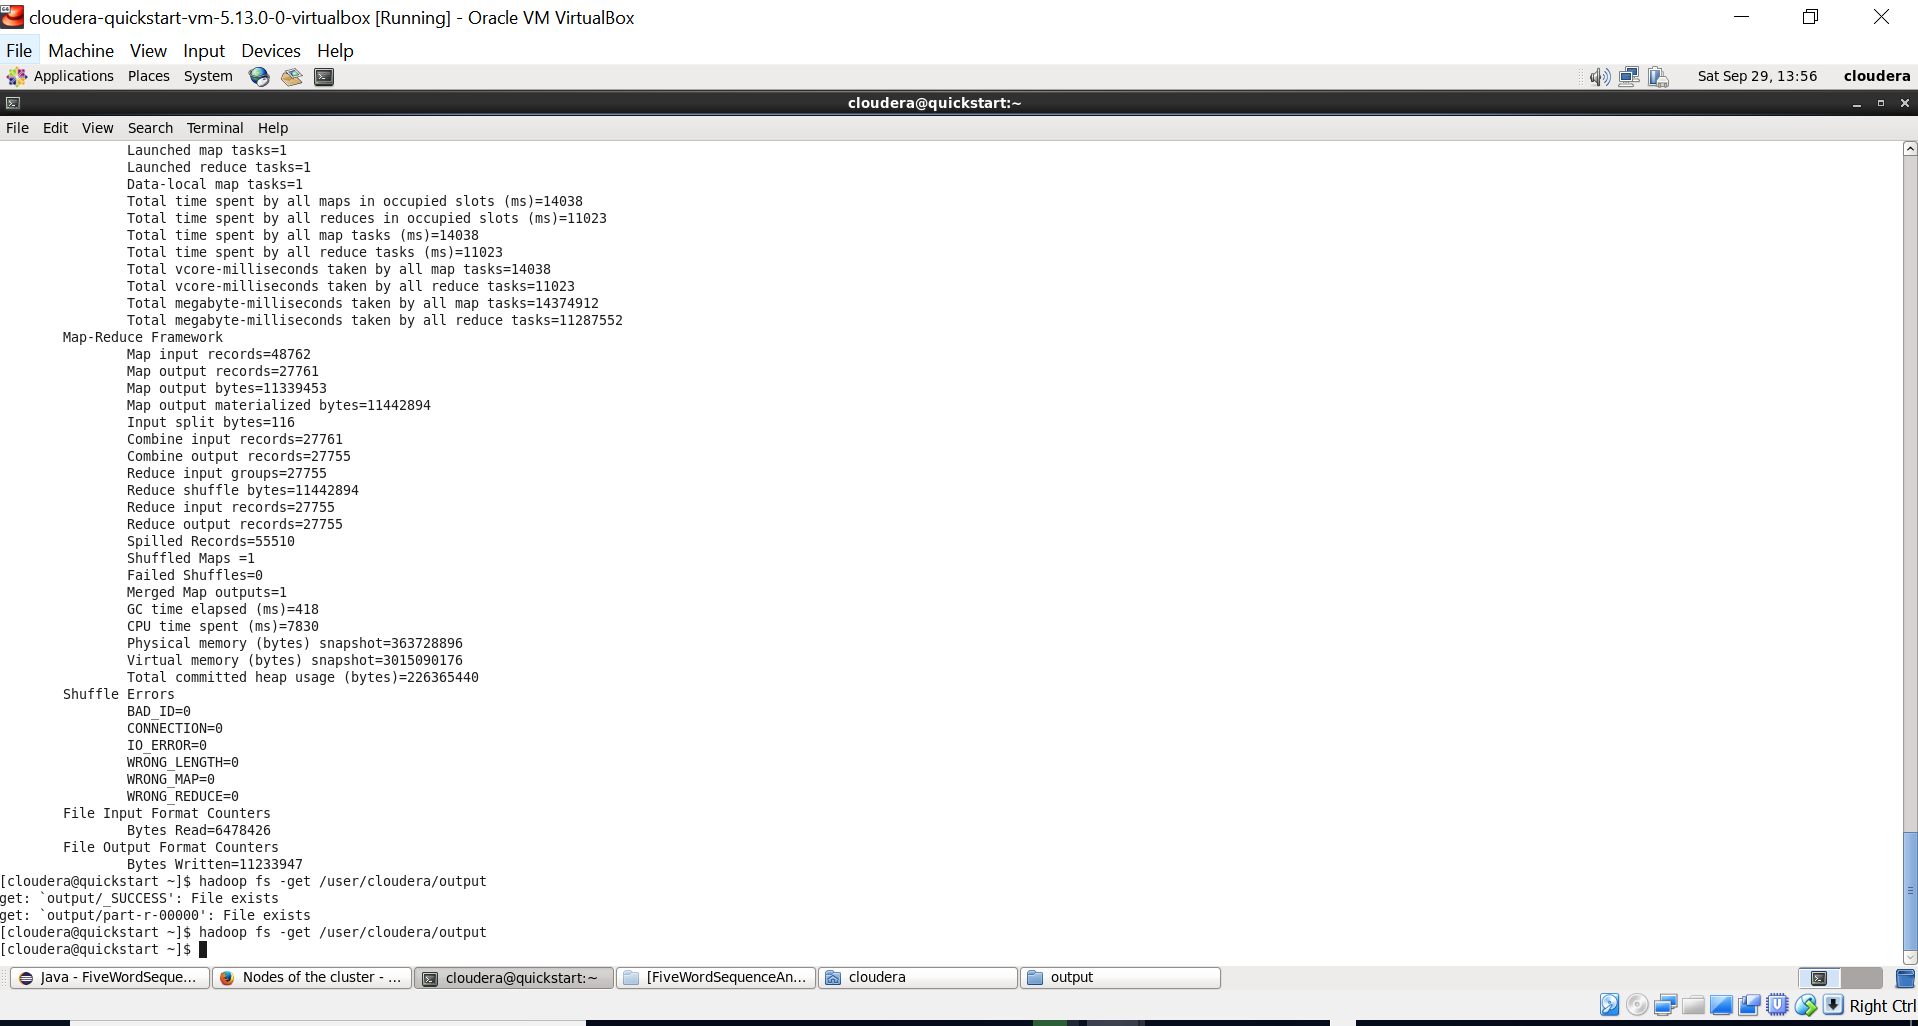 cloudera-quickstart-vm-5.13.0-0-virtualbox [Running] - Oracle VM VirtualBox
File Machine View Input Devices Help
Applications Places System Sat Sep 29, 13:56 cloudera
cloudera@quickstart:~
File Edit View Search Terminal Help
Launched map tasks=1
Launched reduce tasks=1
Data-local map tasks=1
Total time spent by all maps in occupied slots (ms)=14038
Total time spent by all reduces in occupied slots (ms)=11023
Total time spent by all map tasks (ms)=14038
Total time spent by all reduce tasks (ms)=11023
Total vcore-milliseconds taken by all map tasks=14038
Total vcore-milliseconds taken by all reduce tasks=11023
Total megabyte-milliseconds taken by all map tasks=14374912
Total megabyte-milliseconds taken by all reduce tasks=11287552
Map-Reduce Framework
Map input records=48762
Map output records=27761
Map output bytes=11339453
Map output materialized bytes=11442894
Input split bytes=116
Combine input records=27761
Combine output records=27755
Reduce input groups=27755
Reduce shuffle bytes=11442894
Reduce input records=27755
Reduce output records=27755
Spilled Records=55510
Shuffled Maps =1
Failed Shuffles=0
Merged Map outputs=1
GC time elapsed (ms)=418
CPU time spent (ms)=7830
Physical memory (bytes) snapshot=363728896
Virtual memory (bytes) snapshot=3015090176
Total committed heap usage (bytes)=226365440
Shuffle Errors
BAD_ID=0
CONNECTION=0
IO_ERROR=0
WRONG_LENGTH=0
WRONG_MAP=0
WRONG_REDUCE=0
File Input Format Counters
Bytes Read=6478426
File Output Format Counters
Bytes Written=11233947
[cloudera@quickstart ~]$ hadoop fs -get /user/cloudera/output
get: `output/_SUCCESS': File exists
get: `output/part-r-00000': File exists
[cloudera@quickstart ~]$ hadoop fs -get /user/cloudera/output
[cloudera@quickstart ~]$
Java - FiveWordSeque... Nodes of the cluster - ... cloudera@quickstart:~ [FiveWordSequenceAn... cloudera output
Right Ctrl